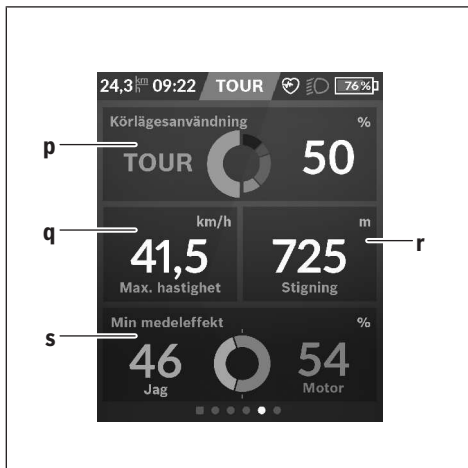 24,3 km/h 09:22 TOUR 76 %
Körlägesanvändning %
p
TOUR 50
km/h m
q
41,5 725
r
Max. hastighet Stigning
Min medeleffekt %
s
46 54
Jag Motor